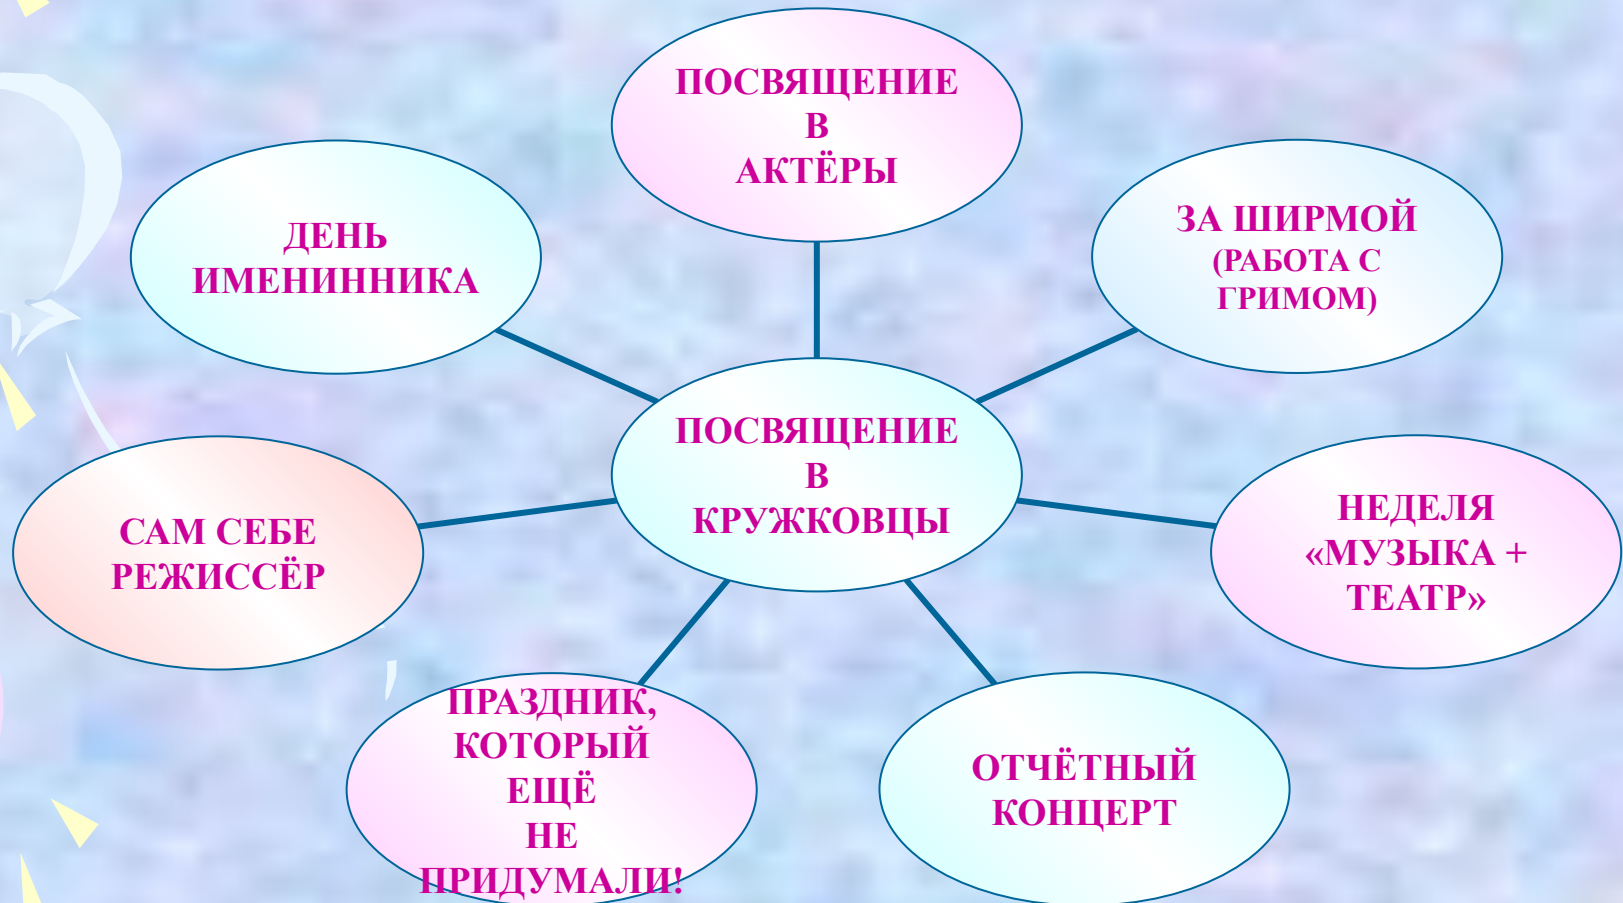 ПОСВЯЩЕНИЕ
В
АКТЁРЫ
ЗА ШИРМОЙ
(РАБОТА С
ГРИМОМ)
ДЕНЬ
ИМЕНИННИКА
ПОСВЯЩЕНИЕ
В
КРУЖКОВЦЫ
НЕДЕЛЯ
«МУЗЫКА +
ТЕАТР»
САМ СЕБЕ
РЕЖИССЁР
ПРАЗДНИК,
КОТОРЫЙ
ЕЩЁ
НЕ
ПРИДУМАЛИ!
ОТЧЁТНЫЙ
КОНЦЕРТ